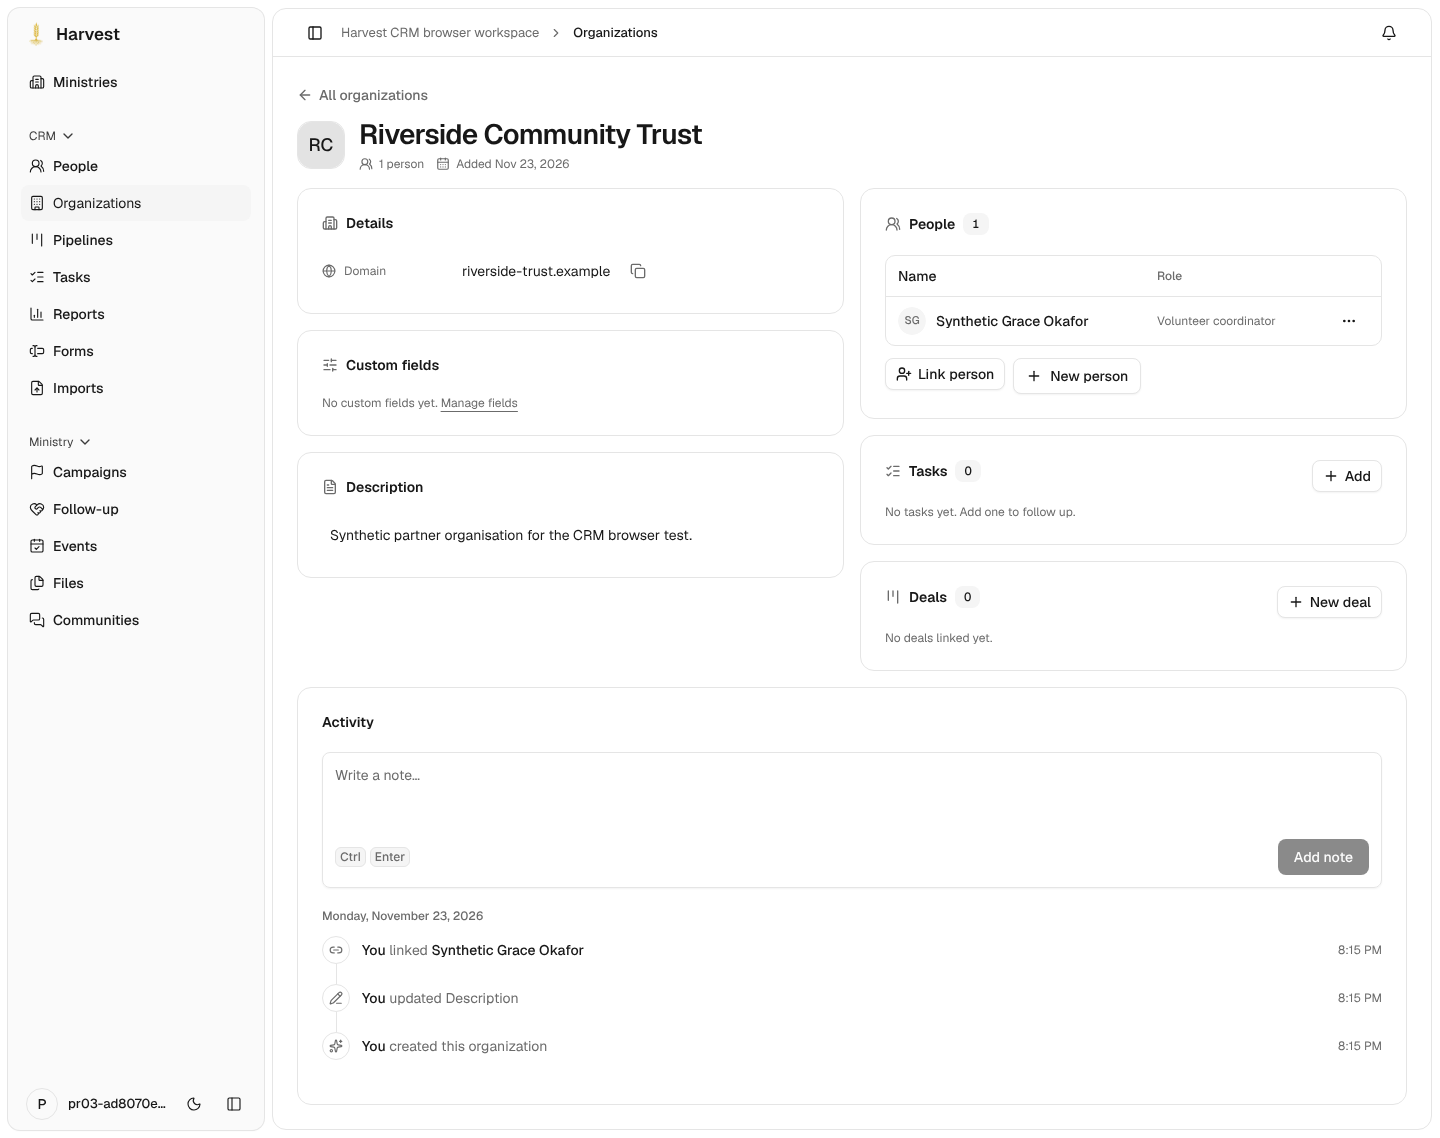 Harvest
Ministries
CRM
People
Organizations
Pipelines
Tasks
Reports
Forms
Imports
Ministry
Campaigns
Follow-up
Events
Files
Communities
P pr03-ad8070e...
Harvest CRM browser workspace > Organizations
All organizations
RC
Riverside Community Trust
1 person Added Nov 23, 2026
Details
Domain riverside-trust.example
Custom fields
No custom fields yet. Manage fields
Description
Synthetic partner organisation for the CRM browser test.
People 1
Name Role
SG Synthetic Grace Okafor Volunteer coordinator
Link person New person
Tasks 0 Add
No tasks yet. Add one to follow up.
Deals 0 New deal
No deals linked yet.
Activity
Write a note...
Ctrl Enter Add note
Monday, November 23, 2026
You linked Synthetic Grace Okafor 8:15 PM
You updated Description 8:15 PM
You created this organization 8:15 PM